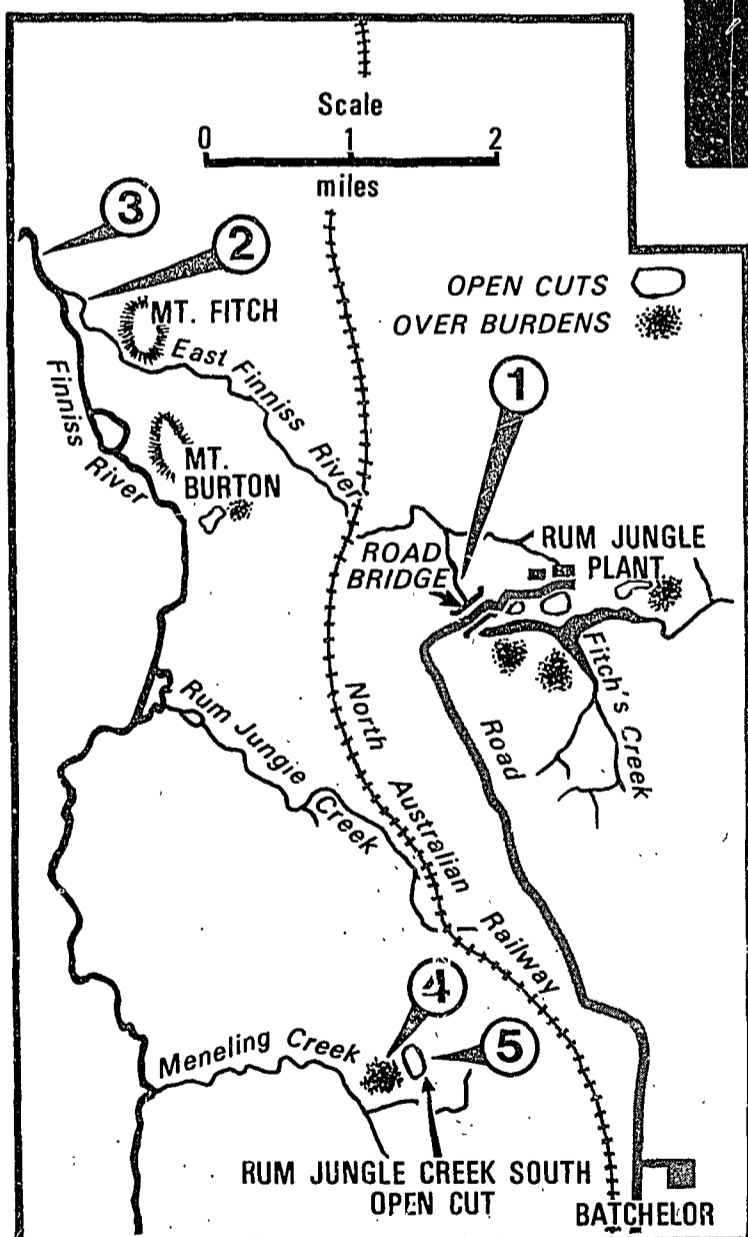 Scale
0 1 2
miles
3
2
MT. FITCH
OPEN CUTS
OVER BURDENS
East Finniss River
1
Finniss River
MT.
BURTON
ROAD
BRIDGE
RUM JUNGLE
PLANT
Fitch's Creek
Rum Jungie Creek
North Australian Railway
Road
4
5
Meneling Creek
RUM JUNGLE CREEK SOUTH
OPEN CUT
BATCHELOR